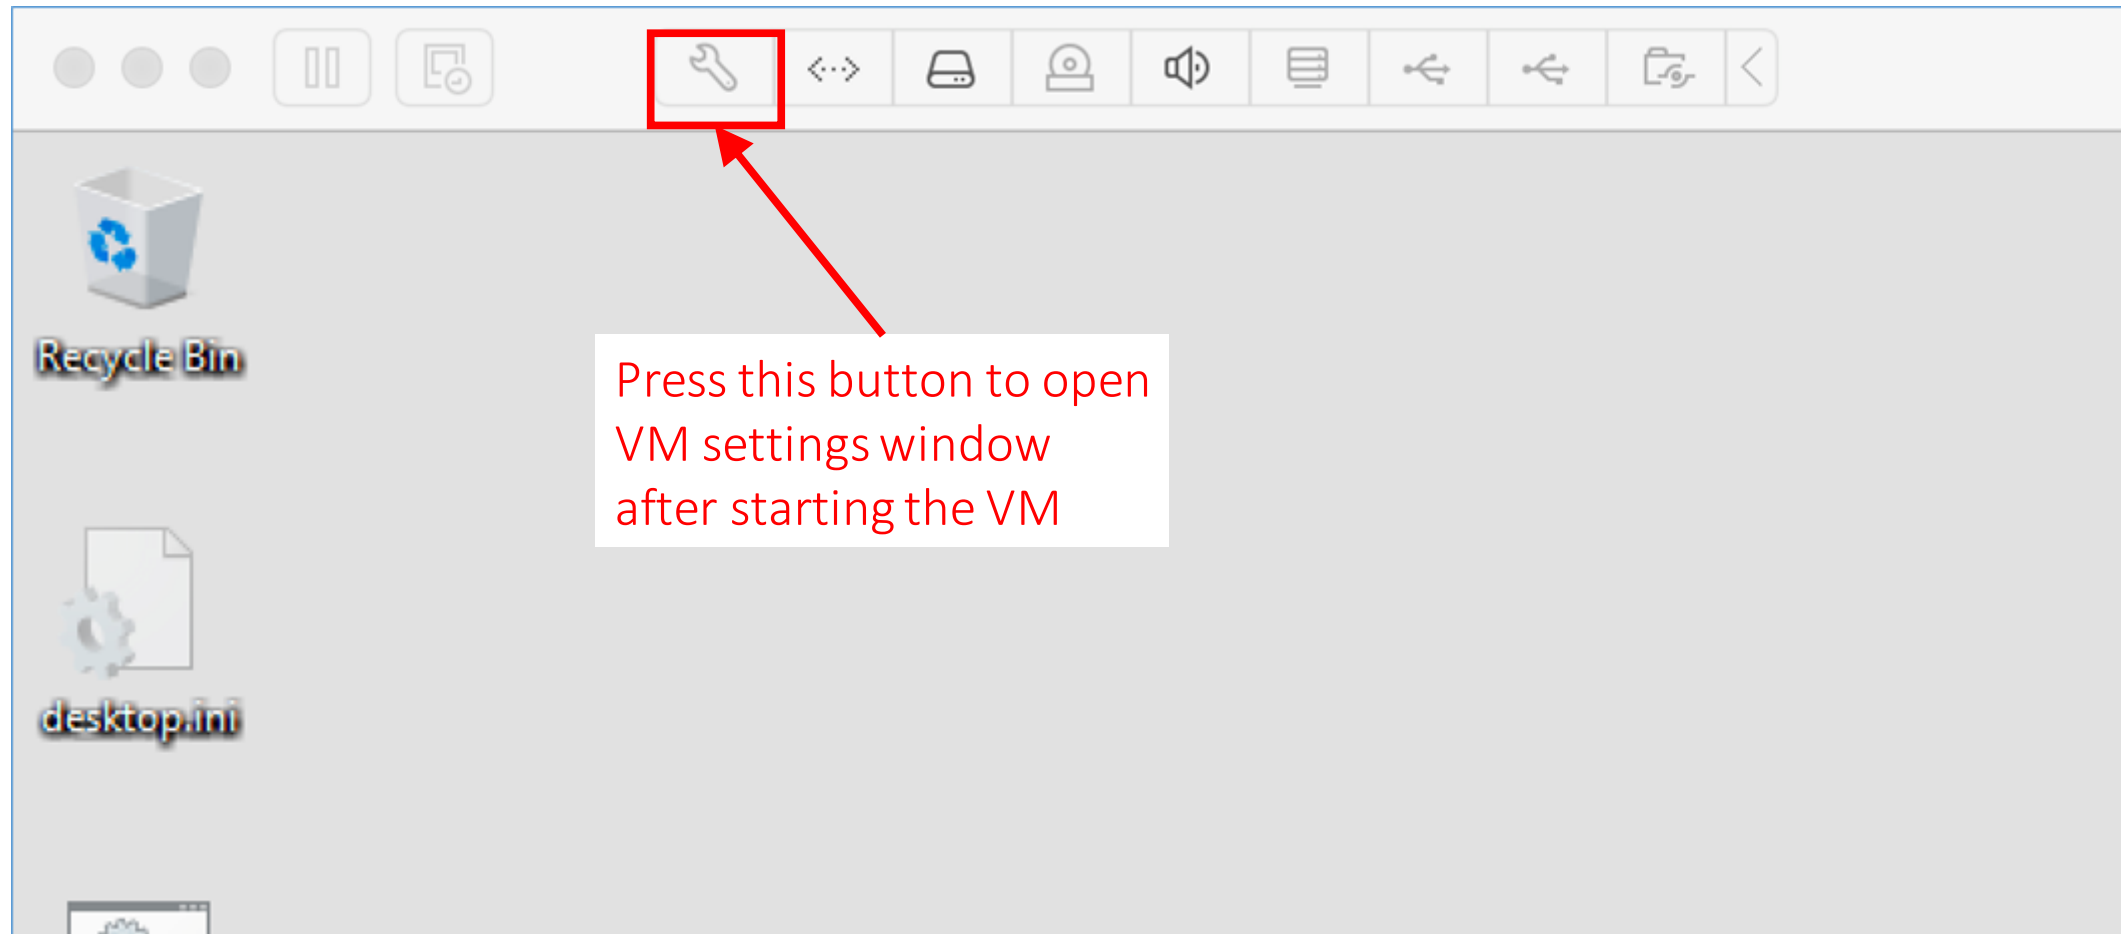 Recycle Bin
Press this button to open
VM settings window
after starting the VM
desktop.ini